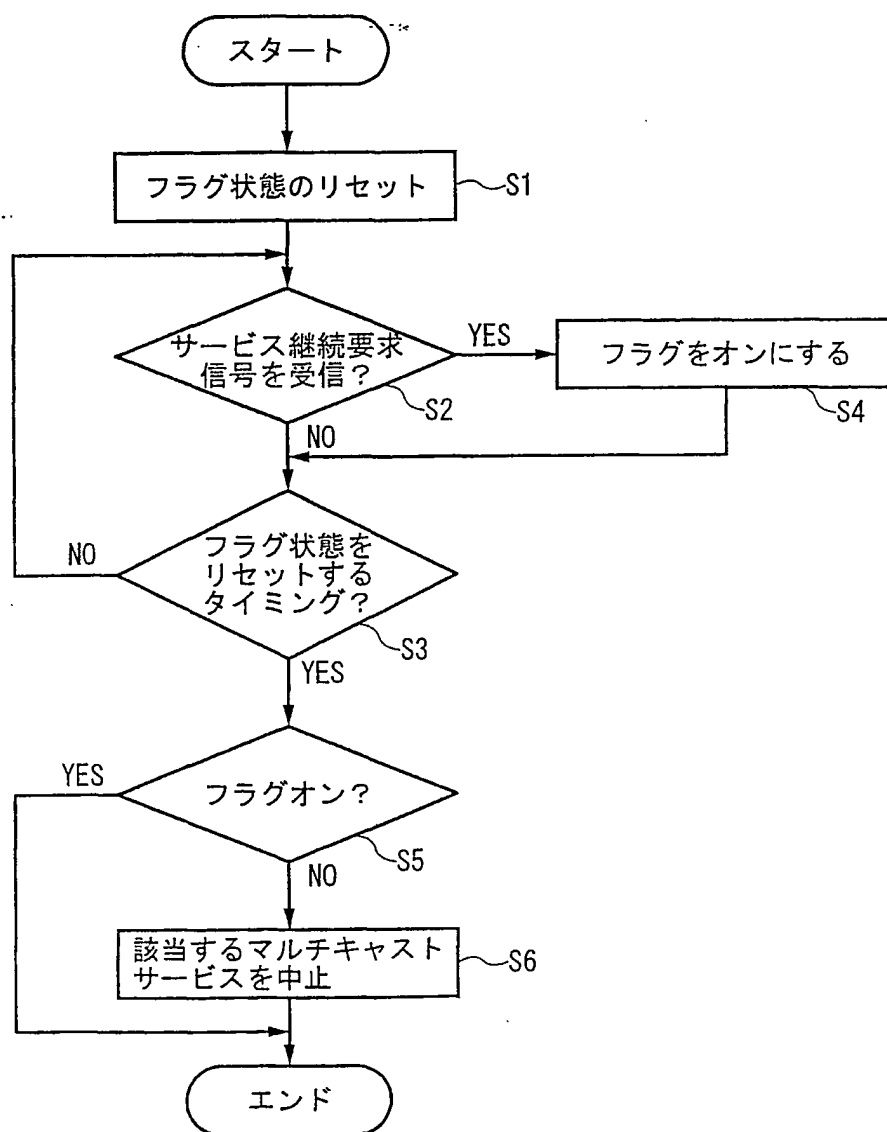 スタート
フラグ状態のリセット
S1
サービス継続要求
信号を受信?
S2
YES
フラグをオンにする
S4
NO
フラグ状態を
リセットする
タイミング?
S3
NO
YES
フラグオン?
S5
YES
NO
該当するマルチキャスト
サービスを中止
S6
エンド